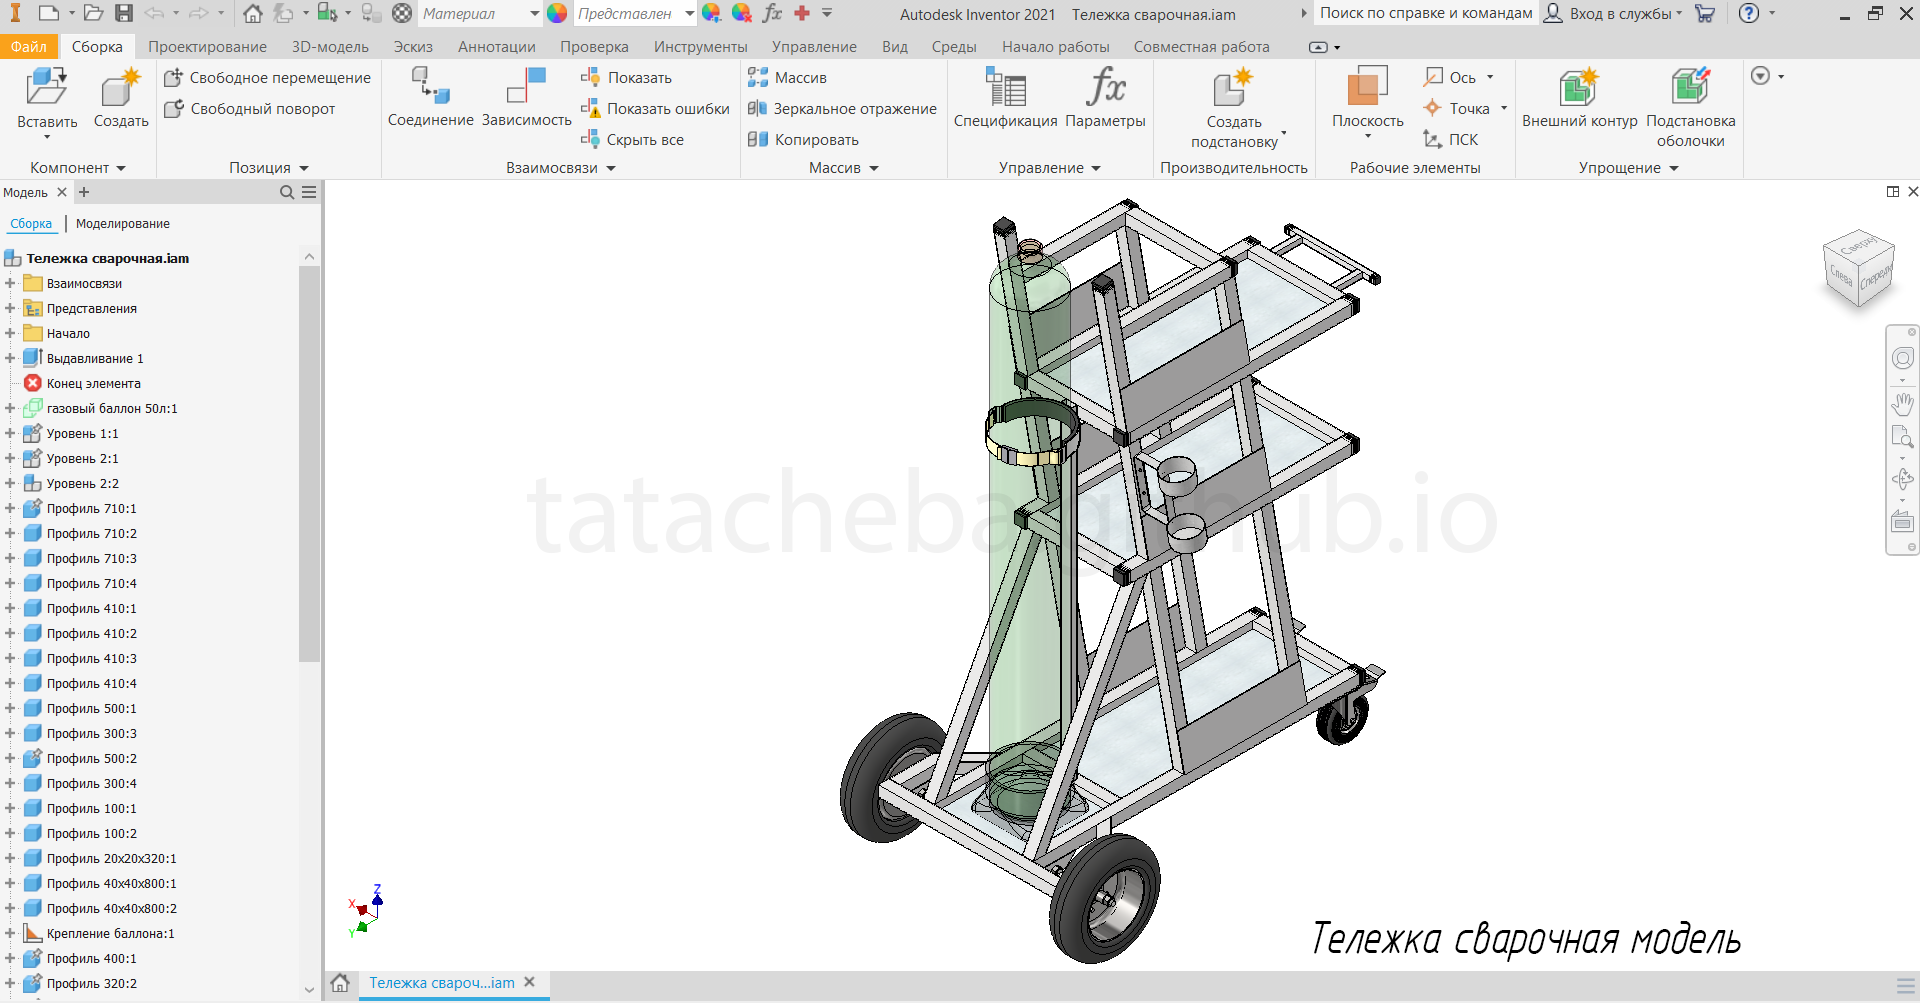 Материал
Представлен
Autodesk Inventor 2021 Тележка сварочная.iam
Поиск по справке и командам
Вход в службы
Файл Сборка Проектирование 3D-модель Эскиз Аннотации Проверка Инструменты Управление Вид Среды Начало работы Совместная работа
Вставить
Создать
Компонент
Свободное перемещение
Свободный поворот
Позиция
Соединение
Зависимость
Показать
Показать ошибки
Скрыть все
Взаимосвязи
Массив
Зеркальное отражение
Копировать
Массив
Спецификация
Параметры
Управление
Создать
подстановку
Производительность
Плоскость
Ось
Точка
ПСК
Рабочие элементы
Внешний контур
Подстановка
оболочки
Упрощение
Модель
Сборка | Моделирование
Тележка сварочная.iam
Взаимосвязи
Представления
Начало
Выдавливание 1
Конец элемента
газовый баллон 50л:1
Уровень 1:1
Уровень 2:1
Уровень 2:2
Профиль 710:1
Профиль 710:2
Профиль 710:3
Профиль 710:4
Профиль 410:1
Профиль 410:2
Профиль 410:3
Профиль 410:4
Профиль 500:1
Профиль 300:3
Профиль 500:2
Профиль 300:4
Профиль 100:1
Профиль 100:2
Профиль 20x20x320:1
Профиль 40x40x800:1
Профиль 40x40x800:2
Крепление баллона:1
Профиль 400:1
Профиль 320:2
Сверху
Слева
Спереди
tatacheba.github.io
Z
X
Y
Тележка сварочная модель
Тележка свароч...iam